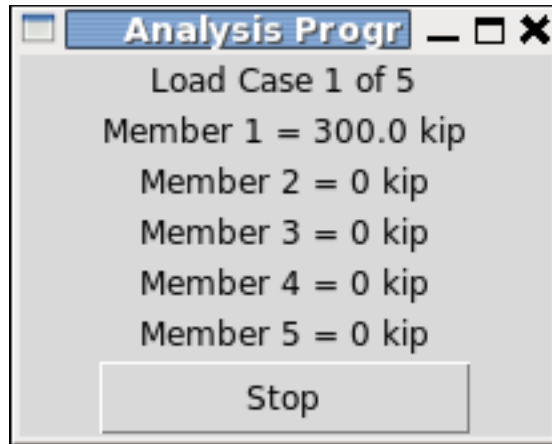 Analysis Progr
Load Case 1 of 5
Member 1 = 300.0 kip
Member 2 = 0 kip
Member 3 = 0 kip
Member 4 = 0 kip
Member 5 = 0 kip
Stop